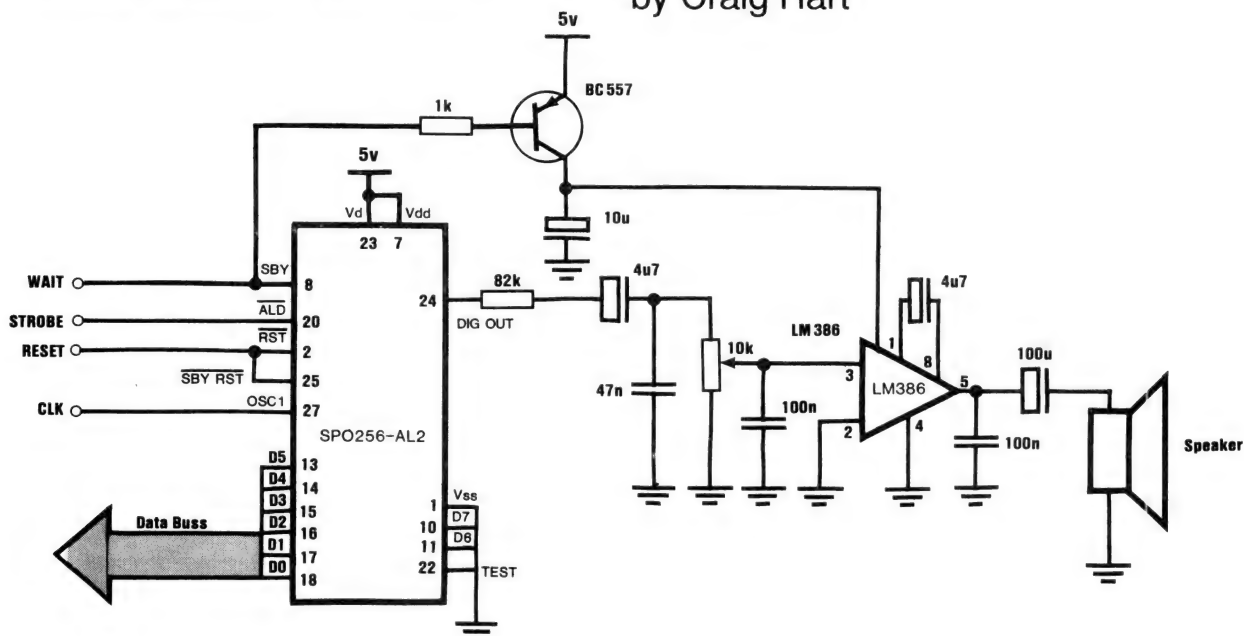 by Craig Hart
5v
BC557
1k
5v
Vd
Vdd
23
7
10u
WAIT
SBY
8
STROBE
ALD
20
RESET
RST
2
SBY RST
25
CLK
OSC1
27
SPO256-AL2
24
DIG OUT
82k
4u7
47n
10k
100n
LM386
3
2
LM386
1
8
4u7
5
4
100n
100u
Speaker
Data Buss
D5
13
D4
14
D3
15
D2
16
D1
17
D0
18
1
Vss
10
D7
11
D6
22
TEST